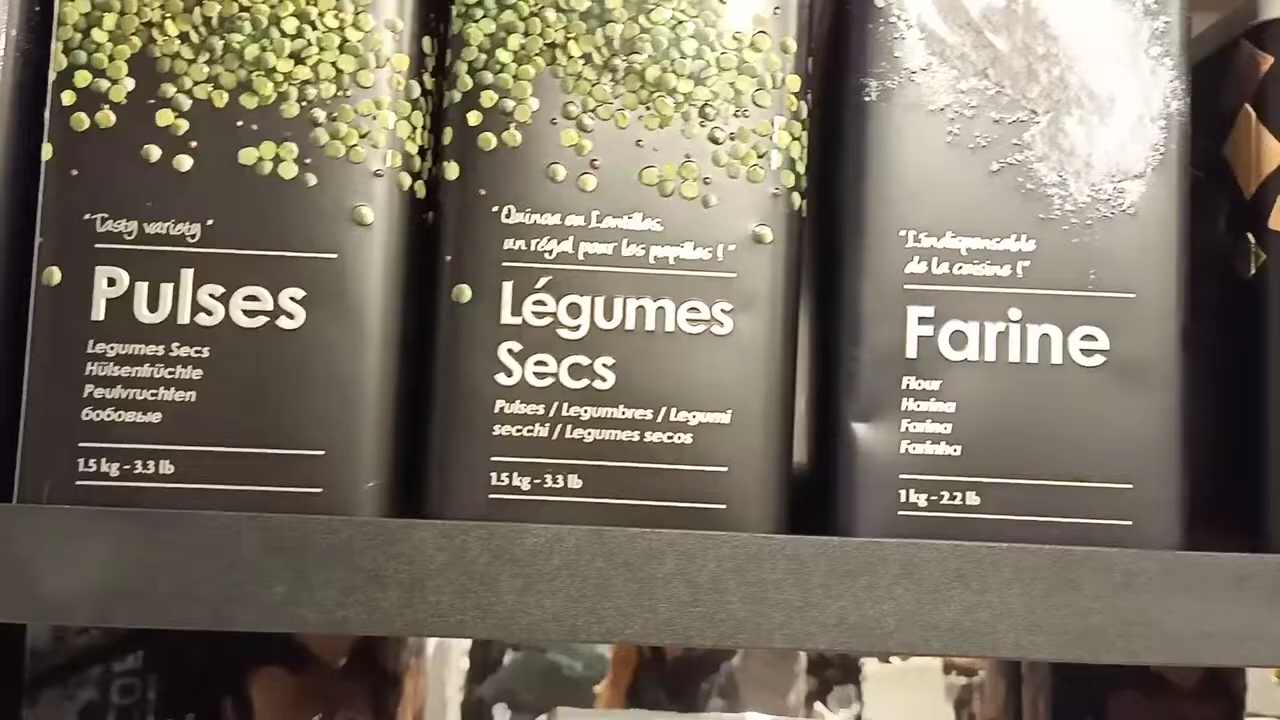 "Tasty variety"
Pulses
Legumes Secs
Hülsenfrüchte
Peulvruchten
бобовые
1.5 kg - 3.3 lb
"Quinoa ou Lentilles,
un régal pour les papilles !"
Légumes
Secs
Pulses / Legumbres / Legumi
secchi / Legumes secos
1.5 kg - 3.3 lb
"L'indispensable
de la cuisine !"
Farine
Flour
Harina
Farina
Farinha
1 kg - 2.2 lb